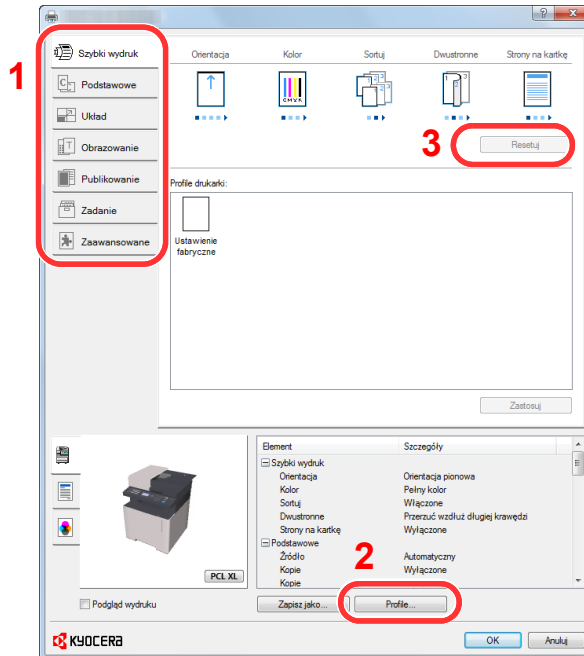 1
Szybki wydruk
Podstawowe
Układ
Obrazowanie
Publikowanie
Zadanie
Zaawansowane
Orientacja Kolor Sortuj Dwustronne Strony na kartkę
CMYK
3
Resetuj
Profile drukarki:
Ustawienie
fabryczne
Zastosuj
Element Szczegóły
Szybki wydruk
Orientacja Orientacja pionowa
Kolor Pełny kolor
Sortuj Włączone
Dwustronne Przerzuć wzdłuż długiej krawędzi
Strony na kartkę Wyłączone
Podstawowe
Źródło Automatyczny
Kopie Wyłączone
Kopie
2
PCL XL
Podgląd wydruku
Zapisz jako...
Profile...
KYOCERA
OK
Anuluj